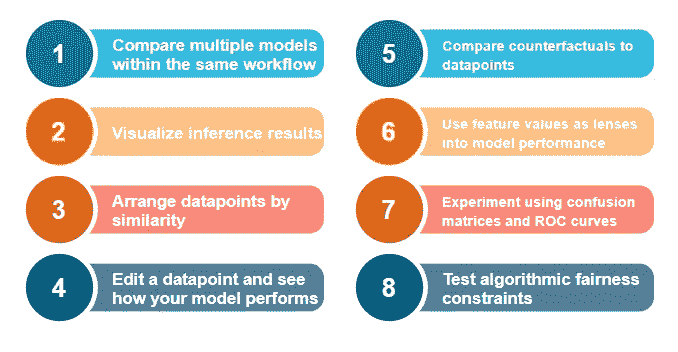 1
Compare multiple models
within the same workflow
2
Visualize inference results
3
Arrange datapoints by
similarity
4
Edit a datapoint and see
how your model performs
5
Compare counterfactuals to
datapoints
6
Use feature values as lenses
into model performance
7
Experiment using confusion
matrices and ROC curves
8
Test algorithmic fairness
constraints